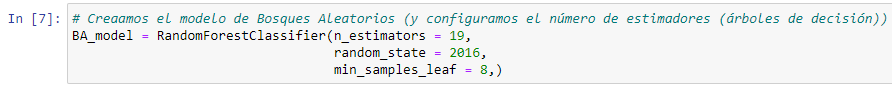 In [7]: # Creaamos el modelo de Bosques Aleatorios (y configuramos el número de estimadores (árboles de decisión))
BA_model = RandomForestClassifier(n_estimators = 19,
random_state = 2016,
min_samples_leaf = 8,)